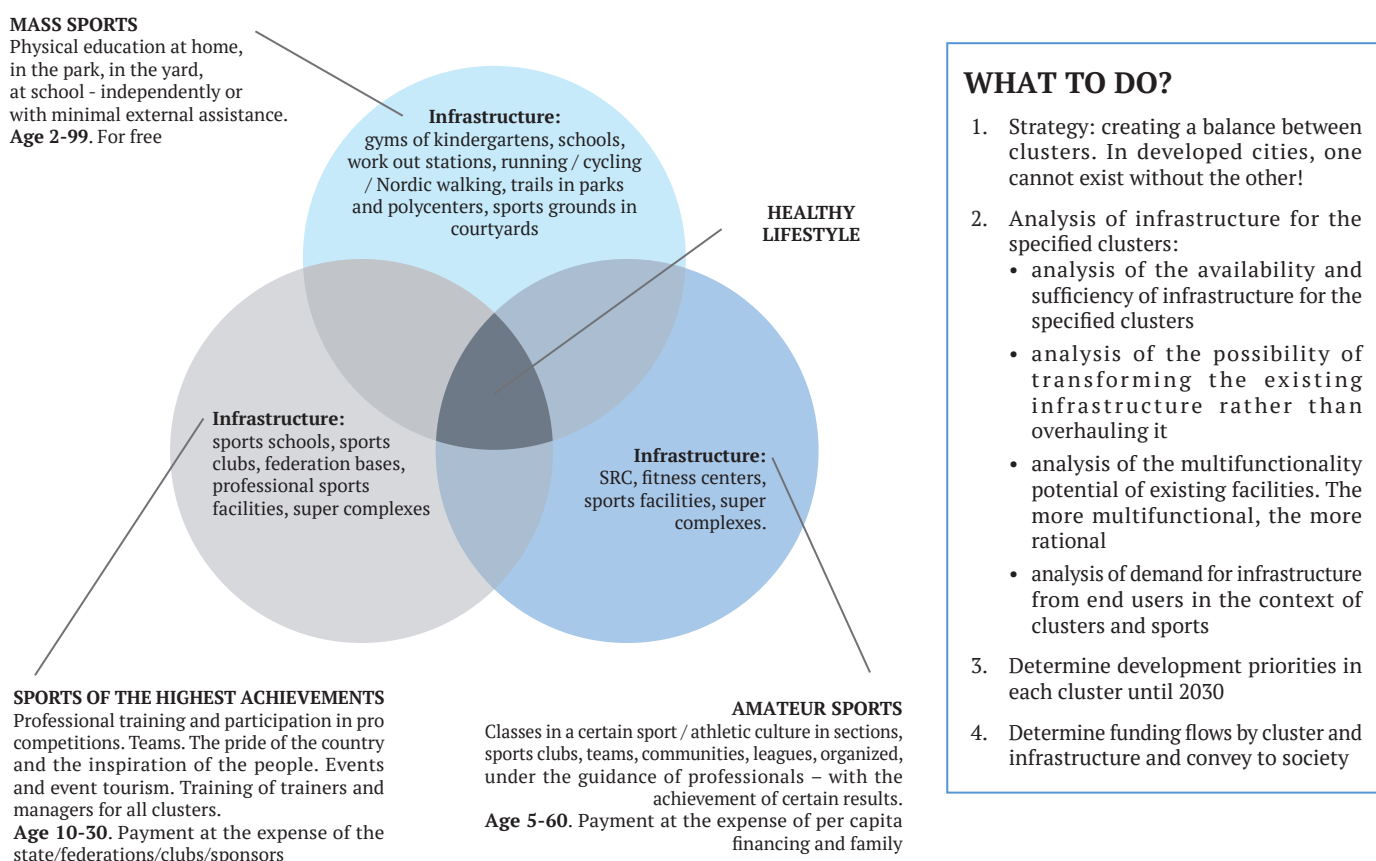 MASS SPORTS
Physical education at home,
in the park, in the yard,
at school - independently or
with minimal external assistance.
Age 2-99. For free
Infrastructure:
gyms of kindergartens, schools,
work out stations, running / cycling
/ Nordic walking, trails in parks
and polycenters, sports grounds in
courtyards
HEALTHY
LIFESTYLE
Infrastructure:
sports schools, sports
clubs, federation bases,
professional sports
facilities, super complexes
Infrastructure:
SRC, fitness centers,
sports facilities, super
complexes.
SPORTS OF THE HIGHEST ACHIEVEMENTS
Professional training and participation in pro
competitions. Teams. The pride of the country
and the inspiration of the people. Events
and event tourism. Training of trainers and
managers for all clusters.
Age 10-30. Payment at the expense of the
state/federations/clubs/sponsors
AMATEUR SPORTS
Classes in a certain sport / athletic culture in sections,
sports clubs, teams, communities, leagues, organized,
under the guidance of professionals – with the
achievement of certain results.
Age 5-60. Payment at the expense of per capita
financing and family
WHAT TO DO?
1. Strategy: creating a balance between
clusters. In developed cities, one
cannot exist without the other!
2. Analysis of infrastructure for the
specified clusters:
• analysis of the availability and
sufficiency of infrastructure for the
specified clusters
• analysis of the possibility of
transforming the existing
infrastructure rather than
overhauling it
• analysis of the multifunctionality
potential of existing facilities. The
more multifunctional, the more
rational
• analysis of demand for infrastructure
from end users in the context of
clusters and sports
3. Determine development priorities in
each cluster until 2030
4. Determine funding flows by cluster and
infrastructure and convey to society